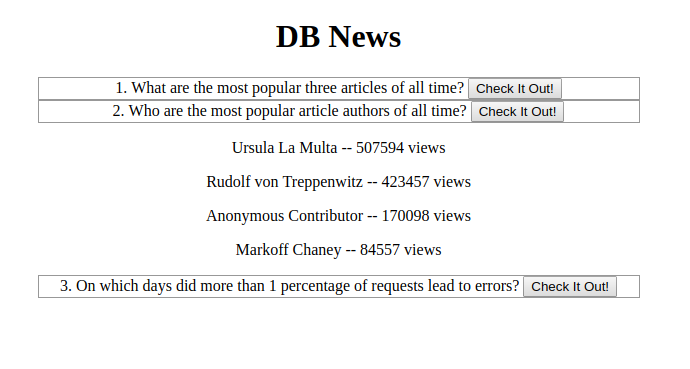 DB News
1. What are the most popular three articles of all time? Check It Out!
2. Who are the most popular article authors of all time? Check It Out!
Ursula La Multa -- 507594 views
Rudolf von Treppenwitz -- 423457 views
Anonymous Contributor -- 170098 views
Markoff Chaney -- 84557 views
3. On which days did more than 1 percentage of requests lead to errors? Check It Out!